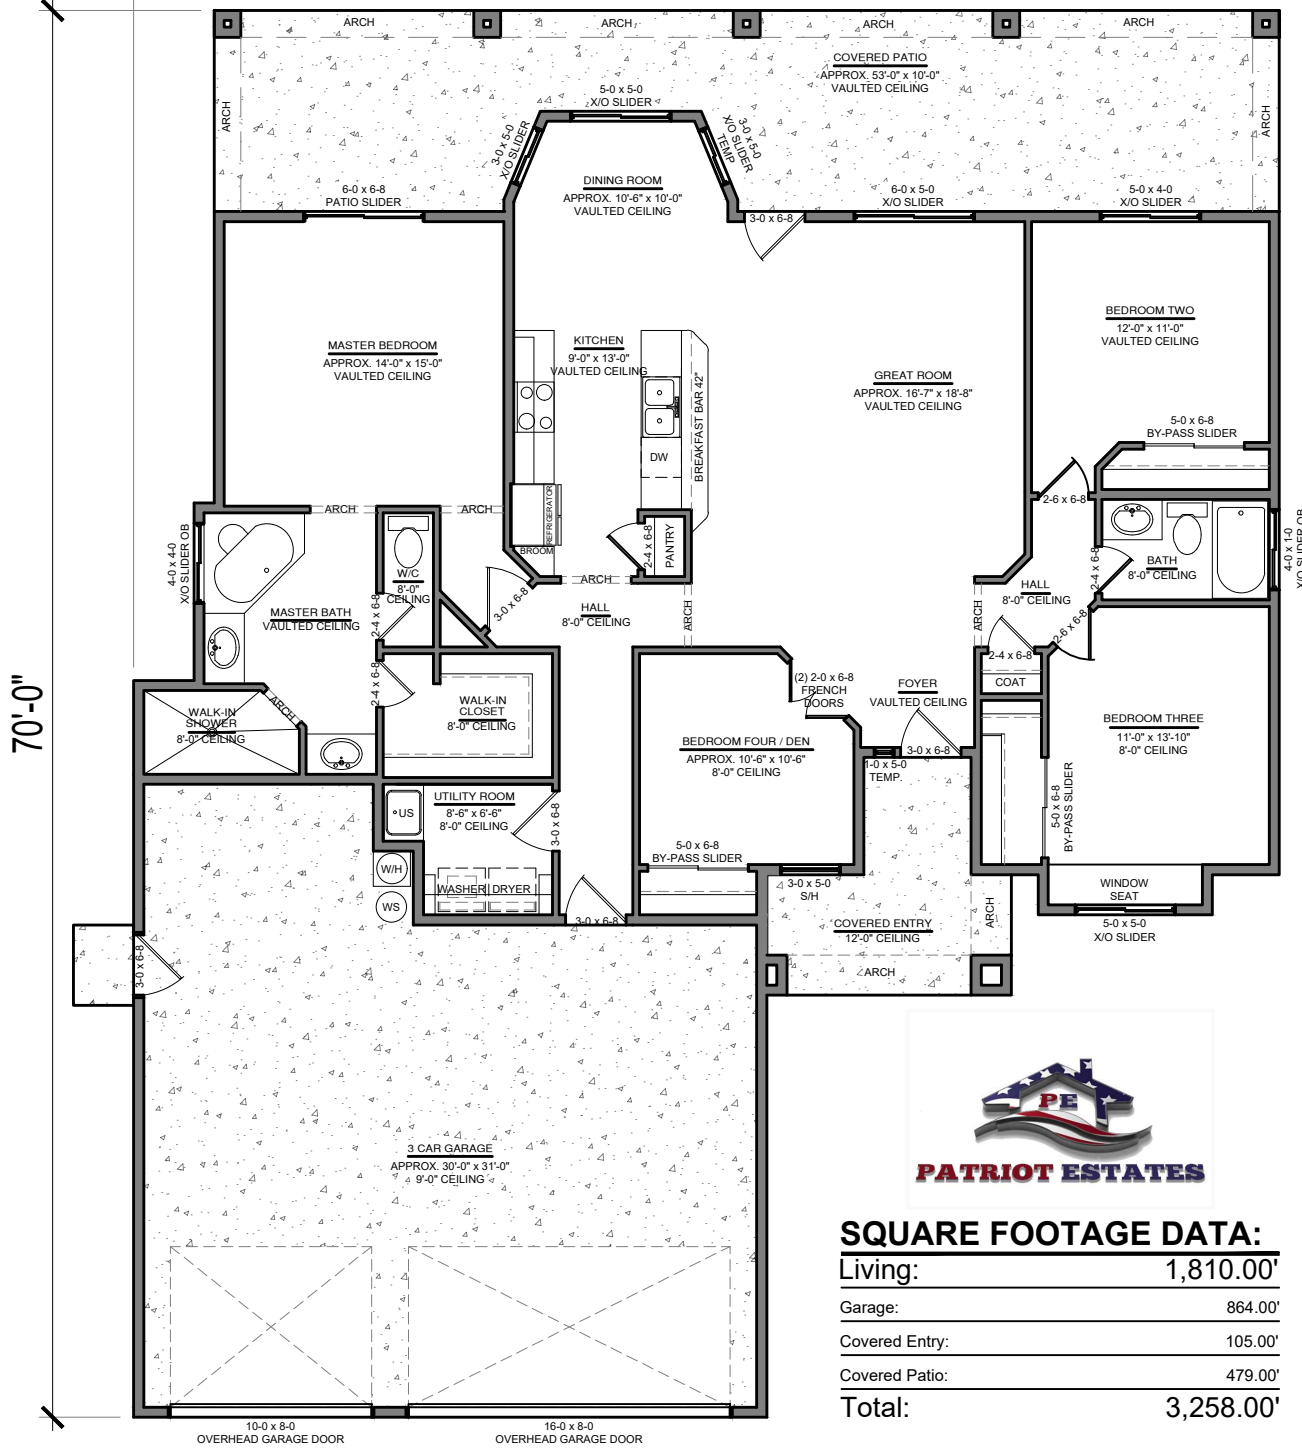 ARCH
ARCH
ARCH
ARCH
COVERED PATIO
APPROX. 53'-0" x 10'-0"
VAULTED CEILING
ARCH
ARCH
5-0 x 5-0
X/O SLIDER
3-0 x 5-0
X/O SLIDER
3-0 x 5-0
X/O SLIDER
TEMP
DINING ROOM
APPROX. 10'-6" x 10'-0"
VAULTED CEILING
6-0 x 6-8
PATIO SLIDER
3-0 x 6-8
6-0 x 5-0
X/O SLIDER
5-0 x 4-0
X/O SLIDER
MASTER BEDROOM
APPROX. 14'-0" x 15'-0"
VAULTED CEILING
KITCHEN
9'-0" x 13'-0"
VAULTED CEILING
BREAKFAST BAR 42"
DW
REFRIGERATOR
BROOM
GREAT ROOM
APPROX. 16'-7" x 18'-8"
VAULTED CEILING
BEDROOM TWO
12'-0" x 11'-0"
VAULTED CEILING
5-0 x 6-8
BY-PASS SLIDER
2-6 x 6-8
ARCH
ARCH
4-0 x 4-0
X/O SLIDER OB
W/C
8'-0"
CEILING
2-4 x 6-8
MASTER BATH
VAULTED CEILING
2-4 x 6-8
3-0 x 6-8
2-4 x 6-8
PANTRY
ARCH
HALL
8'-0" CEILING
ARCH
ARCH
HALL
8'-0" CEILING
2-4 x 6-8
BATH
8'-0" CEILING
4-0 x 1-0
X/O SLIDER OB
2-6 x 6-8
2-4 x 6-8
COAT
70'-0"
WALK-IN
SHOWER
8'-0" CEILING
ARCH
WALK-IN
CLOSET
8'-0" CEILING
(2) 2-0 x 6-8
FRENCH
DOORS
FOYER
VAULTED CEILING
BEDROOM FOUR / DEN
APPROX. 10'-6" x 10'-6"
8'-0" CEILING
1-0 x 5-0
TEMP.
3-0 x 6-8
BEDROOM THREE
11'-0" x 13'-10"
8'-0" CEILING
5-0 x 6-8
BY-PASS SLIDER
US
UTILITY ROOM
8'-6" x 6'-6"
8'-0" CEILING
3-0 x 6-8
5-0 x 6-8
BY-PASS SLIDER
W/H
WASHER
DRYER
WS
3-0 x 6-8
3-0 x 5-0
S/H
WINDOW
SEAT
5-0 x 5-0
X/O SLIDER
COVERED ENTRY
12'-0" CEILING
ARCH
ARCH
3-0 x 6-8
3 CAR GARAGE
APPROX. 30'-0" x 31'-0"
9'-0" CEILING
PE
PATRIOT ESTATES
SQUARE FOOTAGE DATA:
Living: 1,810.00'
Garage: 864.00'
Covered Entry: 105.00'
Covered Patio: 479.00'
Total: 3,258.00'
10-0 x 8-0
OVERHEAD GARAGE DOOR
16-0 x 8-0
OVERHEAD GARAGE DOOR